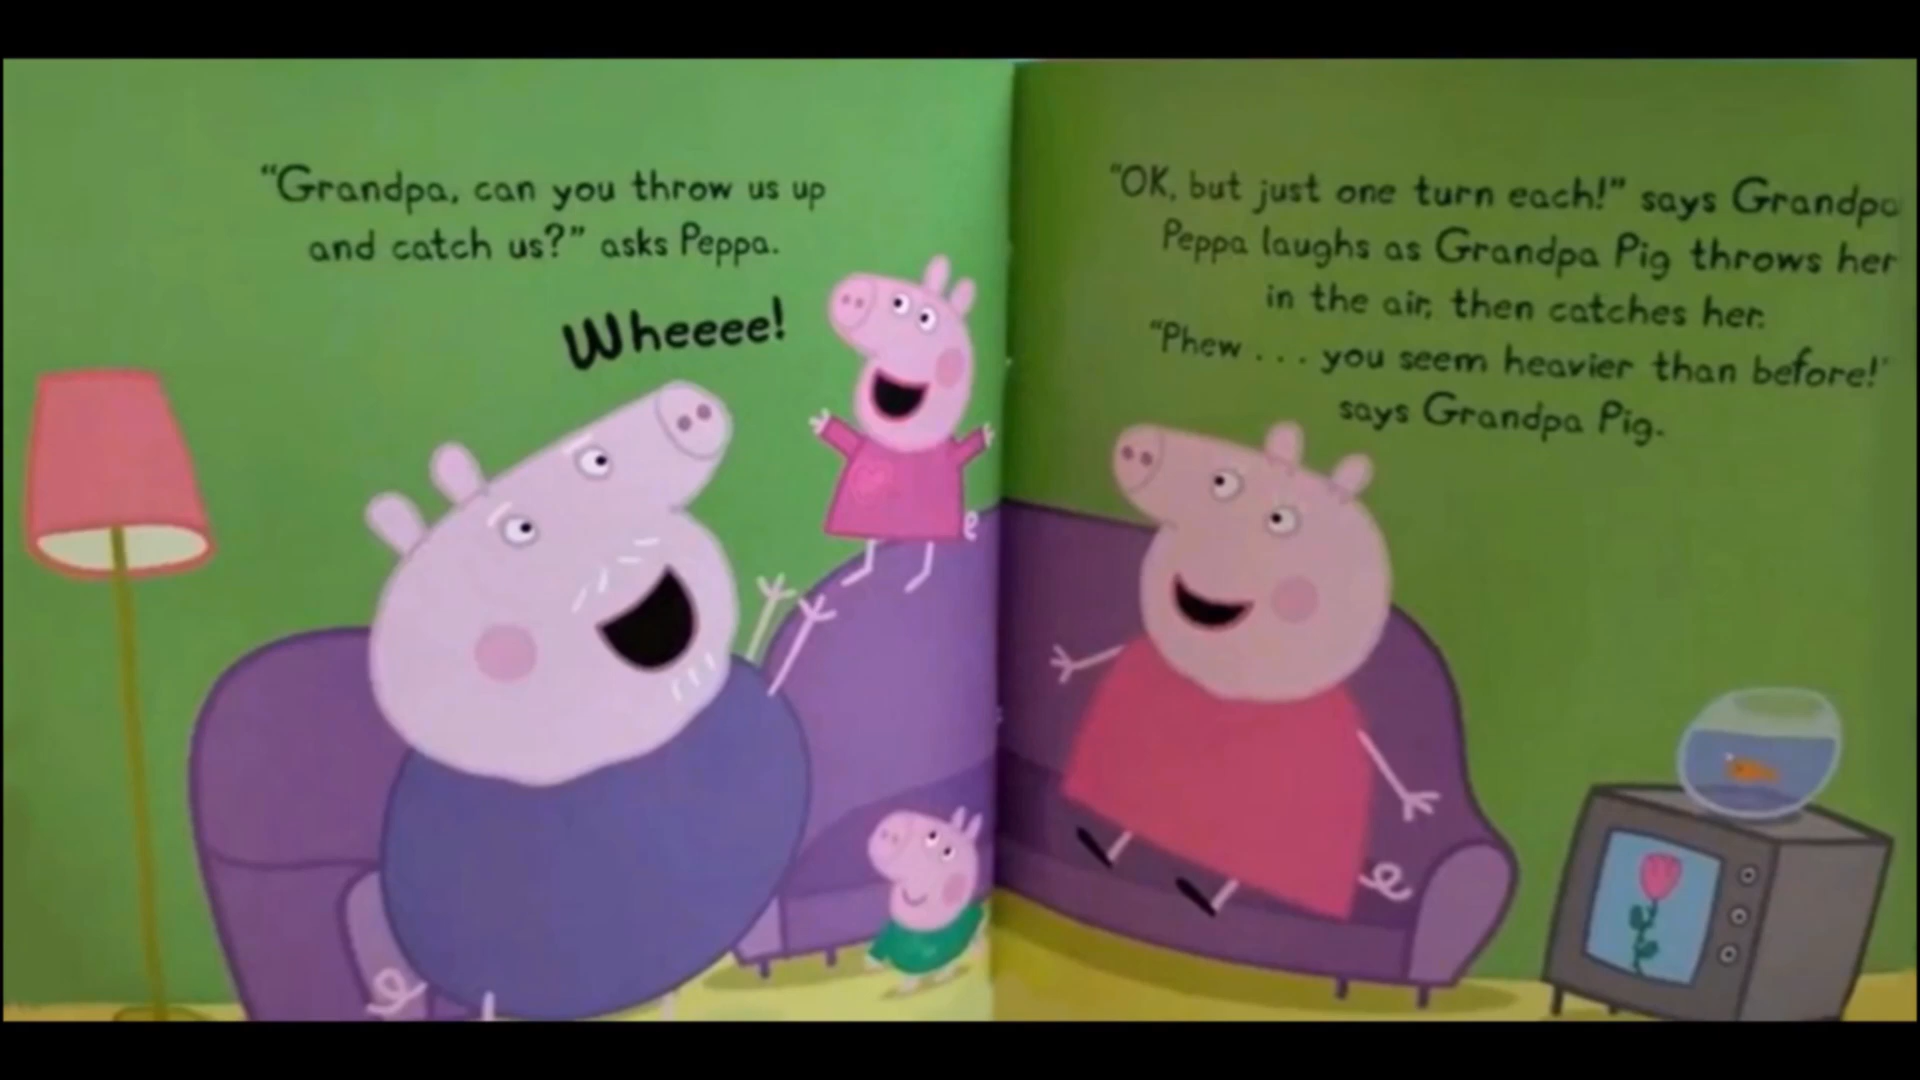 “Grandpa, can you throw us up
and catch us?” asks Peppa.
Wheeee!
“OK, but just one turn each!” says Grandpa
Peppa laughs as Grandpa Pig throws her
in the air, then catches her.
“Phew . . . you seem heavier than before!”
says Grandpa Pig.